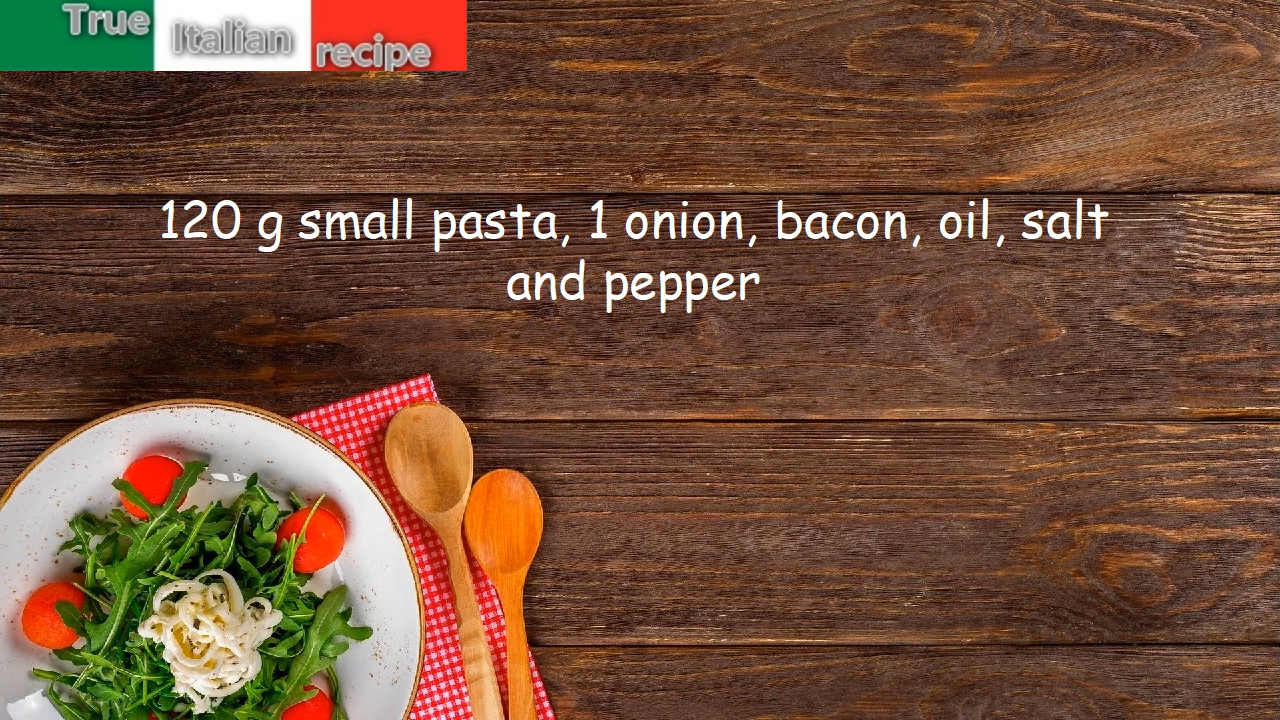 True Italian recipe
120 g small pasta, 1 onion, bacon, oil, salt
and pepper